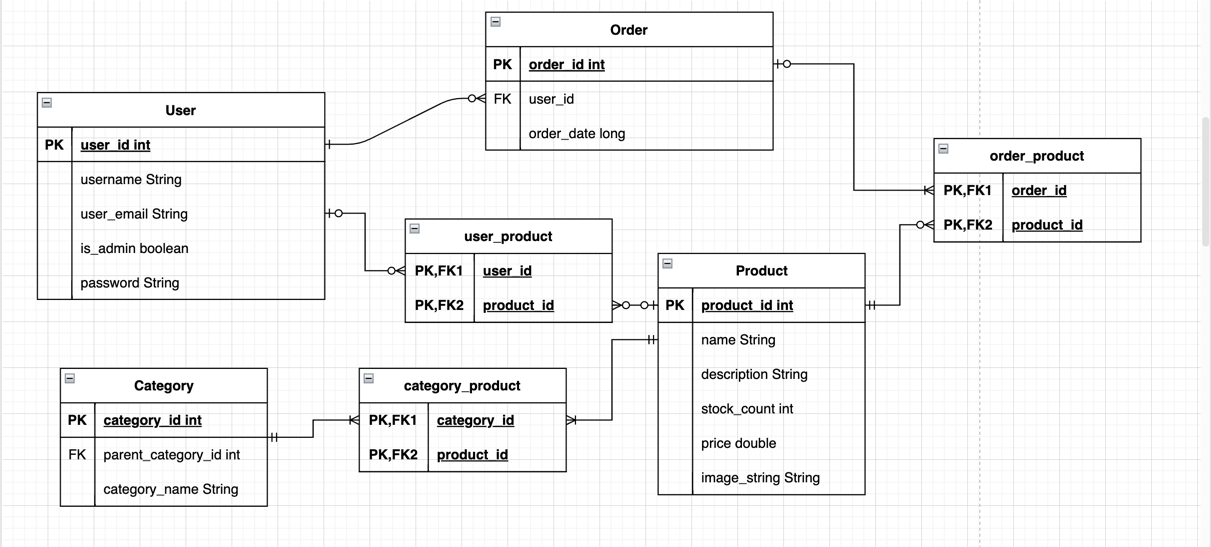 Order
PK order_id int
FK user_id
order_date long
User
PK user_id int
username String
user_email String
is_admin boolean
password String
order_product
PK,FK1 order_id
PK,FK2 product_id
user_product
PK,FK1 user_id
PK,FK2 product_id
Product
PK product_id int
name String
description String
stock_count int
price double
image_string String
Category
PK category_id int
FK parent_category_id int
category_name String
category_product
PK,FK1 category_id
PK,FK2 product_id